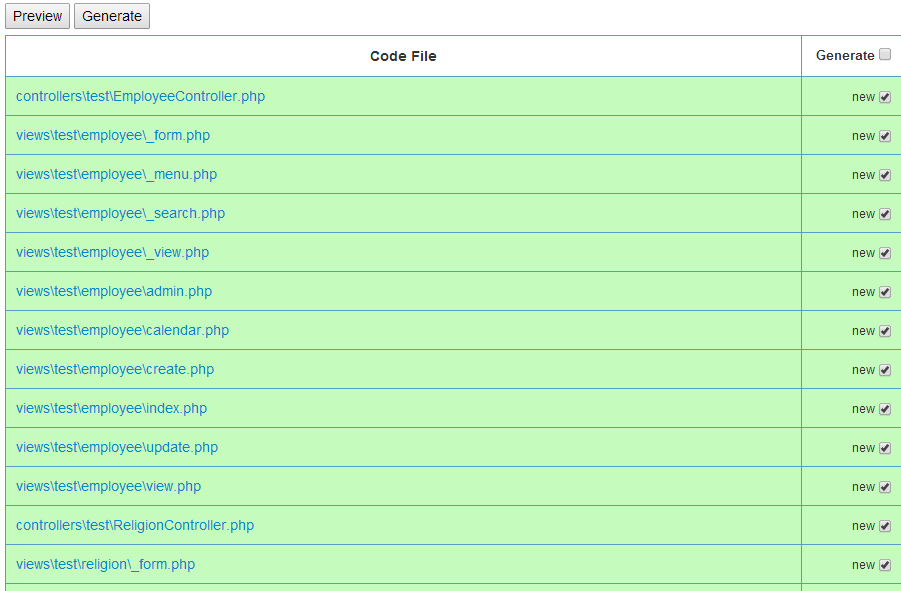 Preview Generate
Code File Generate
controllers\test\EmployeeController.php new
views\test\employee\_form.php new
views\test\employee\_menu.php new
views\test\employee\_search.php new
views\test\employee\_view.php new
views\test\employee\admin.php new
views\test\employee\calendar.php new
views\test\employee\create.php new
views\test\employee\index.php new
views\test\employee\update.php new
views\test\employee\view.php new
controllers\test\ReligionController.php new
views\test\religion\_form.php new